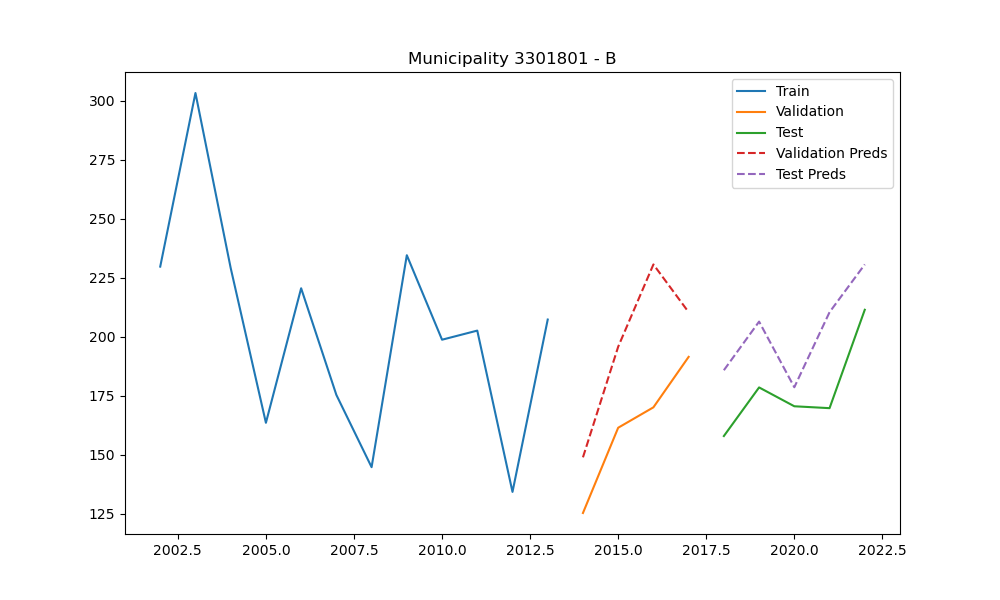 Municipality 3301801 - B
Train
Validation
Test
Validation Preds
Test Preds
300
275
250
225
200
175
150
125
2002.5 2005.0 2007.5 2010.0 2012.5 2015.0 2017.5 2020.0 2022.5